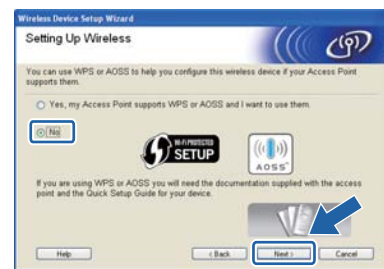 Wireless Device Setup Wizard
Setting Up Wireless
You can use WPS or AOSS to help you configure this wireless device if your Access Point
supports them.
Yes, my Access Point supports WPS or AOSS and I want to use them.
No
Wi-Fi PROTECTED
SETUP
AOSS
If you are using WPS or AOSS you will need the documentation supplied with the access
point and the Quick Setup Guide for your device.
Help
< Back
Next >
Cancel